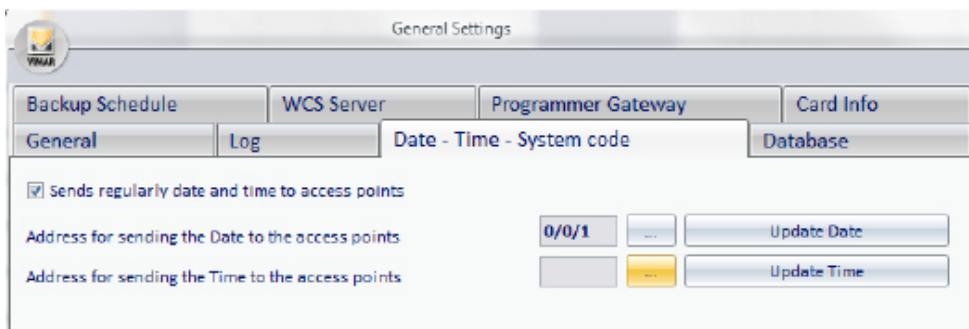 General Settings
VIMAR
Backup Schedule WCS Server Programmer Gateway Card Info
General Log Date - Time - System code Database
Sends regularly date and time to access points
Address for sending the Date to the access points 0/0/1 ... Update Date
Address for sending the Time to the access points ... Update Time